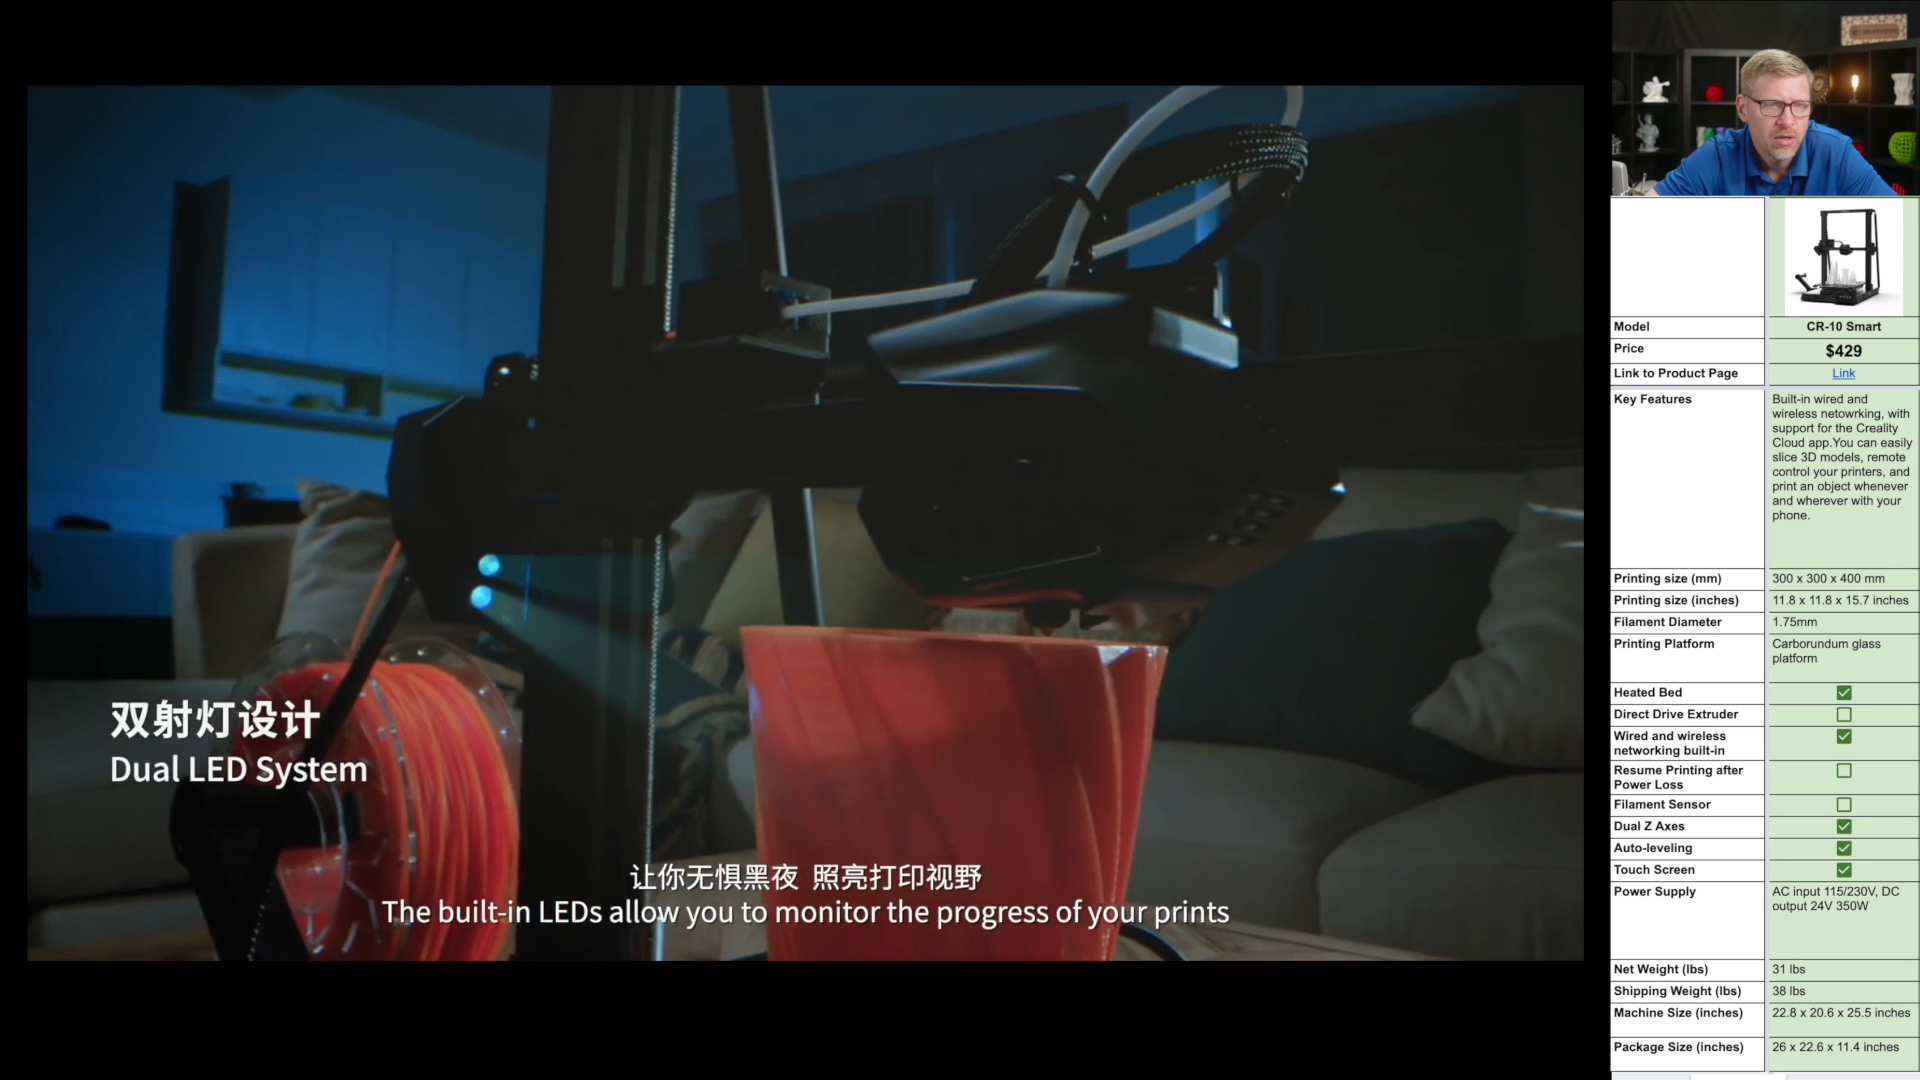 双射灯设计
Dual LED System
让你无惧黑夜 照亮打印视野
The built-in LEDs allow you to monitor the progress of your prints
Model
CR-10 Smart
Price
$429
Link to Product Page
Link
Key Features
Built-in wired and
wireless netowrking, with
support for the Creality
Cloud app.You can easily
slice 3D models, remote
control your printers, and
print an object whenever
and wherever with your
phone.
Printing size (mm)
300 x 300 x 400 mm
Printing size (inches)
11.8 x 11.8 x 15.7 inches
Filament Diameter
1.75mm
Printing Platform
Carborundum glass
platform
Heated Bed
Direct Drive Extruder
Wired and wireless
networking built-in
Resume Printing after
Power Loss
Filament Sensor
Dual Z Axes
Auto-leveling
Touch Screen
Power Supply
AC input 115/230V, DC
output 24V 350W
Net Weight (lbs)
31 lbs
Shipping Weight (lbs)
38 lbs
Machine Size (inches)
22.8 x 20.6 x 25.5 inches
Package Size (inches)
26 x 22.6 x 11.4 inches